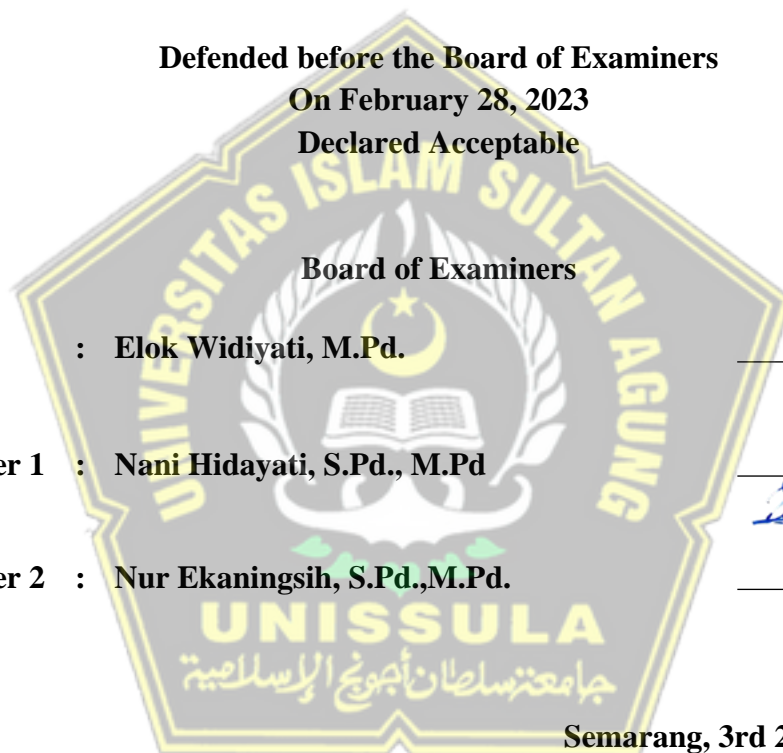 Defended before the Board of Examiners
On February 28, 2023
Declared Acceptable
UNIVERSITAS ISLAM SULTAN AGUNG
Board of Examiners
: Elok Widiyati, M.Pd.
er 1 : Nani Hidayati, S.Pd., M.Pd
er 2 : Nur Ekaningsih, S.Pd.,M.Pd.
UNISSULA
جامعة سلطان أجونج الإسلامية
Semarang, 3rd 2